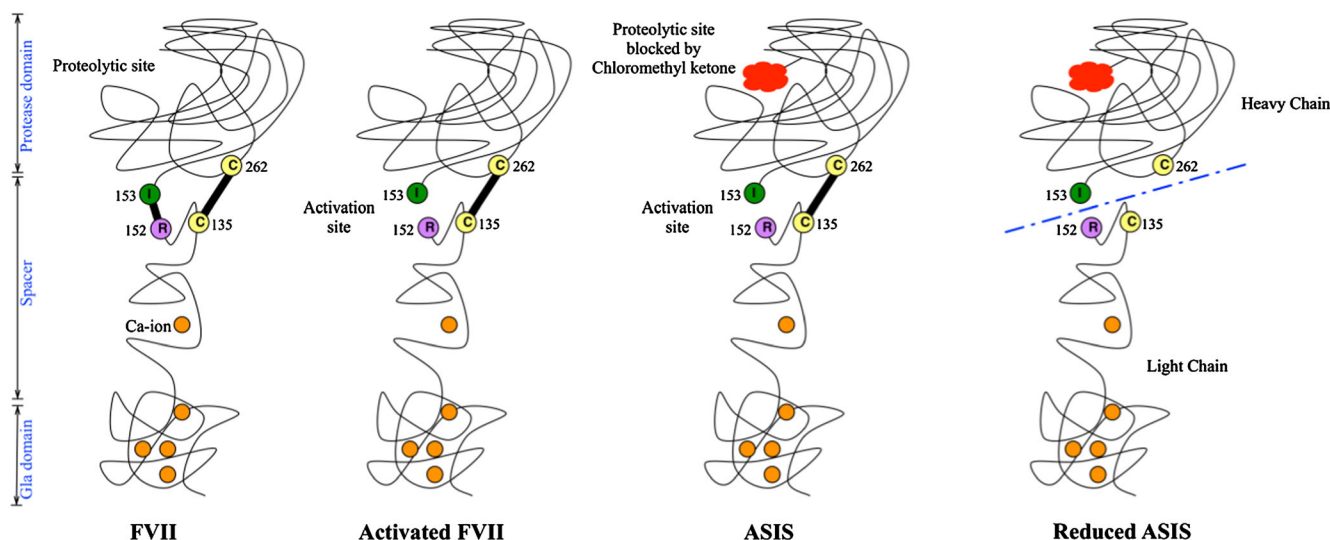 Protease domain
Spacer
Gla domain
Proteolytic site
C
262
153
I
152
R
C
135
Ca-ion
FVII
C
262
153
I
Activation
site
152
R
C
135
Activated FVII
Proteolytic site
blocked by
Chloromethyl ketone
C
262
153
I
Activation
site
152
R
C
135
ASIS
Heavy Chain
C
262
153
I
152
R
C
135
Light Chain
Reduced ASIS